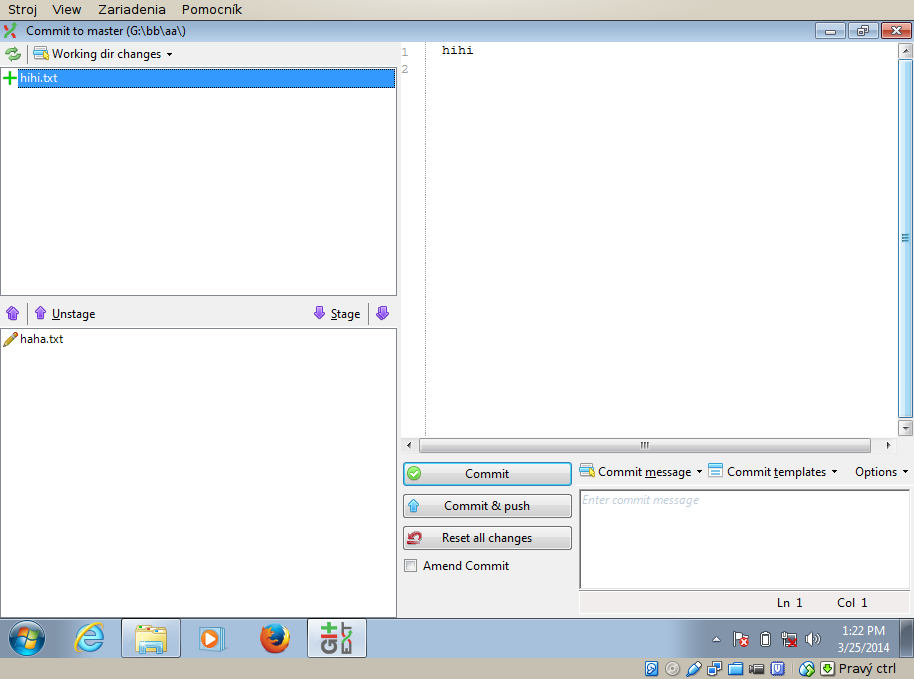 Stroj View Zariadenia Pomocník
Commit to master (G:\bb\aa\)
Working dir changes
hihi.txt
1 hihi
2
Unstage Stage
haha.txt
Commit Commit message Commit templates Options
Enter commit message
Commit & push
Reset all changes
Amend Commit
Ln 1 Col 1
Git EXT
1:22 PM
3/25/2014
Pravý ctrl